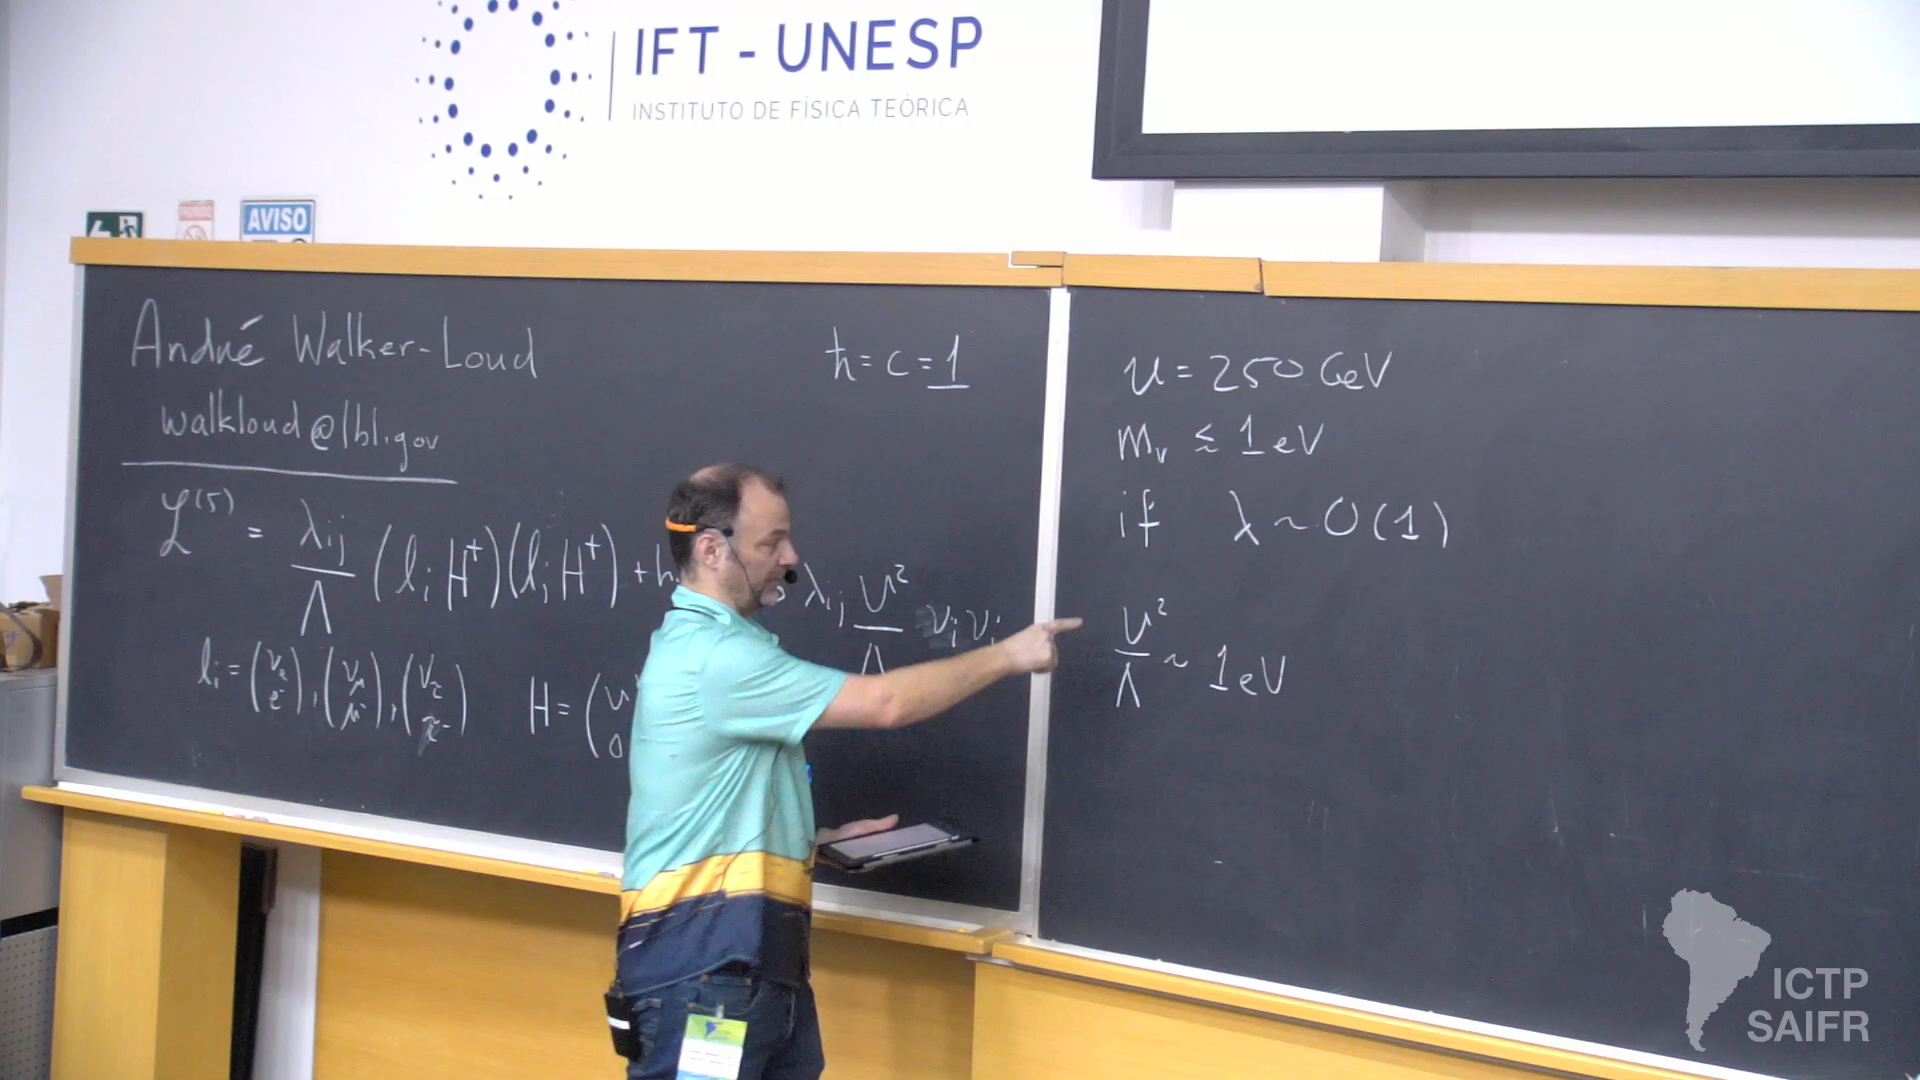 IFT - UNESP
INSTITUTO DE FÍSICA TEÓRICA
AVISO
André Walker-Loud
walkloud@lbl.gov
ħ = c = 1
ℒ⁽⁵⁾ = λij/Λ (li H†)(lj H†) + h
λij v²/Λ νi νj
li = (νe e⁻), (νμ μ⁻), (ντ τ⁻)
H = (v 0
v = 250 GeV
mν ≲ 1 eV
if λ ~ O(1)
v²/Λ ~ 1 eV
ICTP
SAIFR